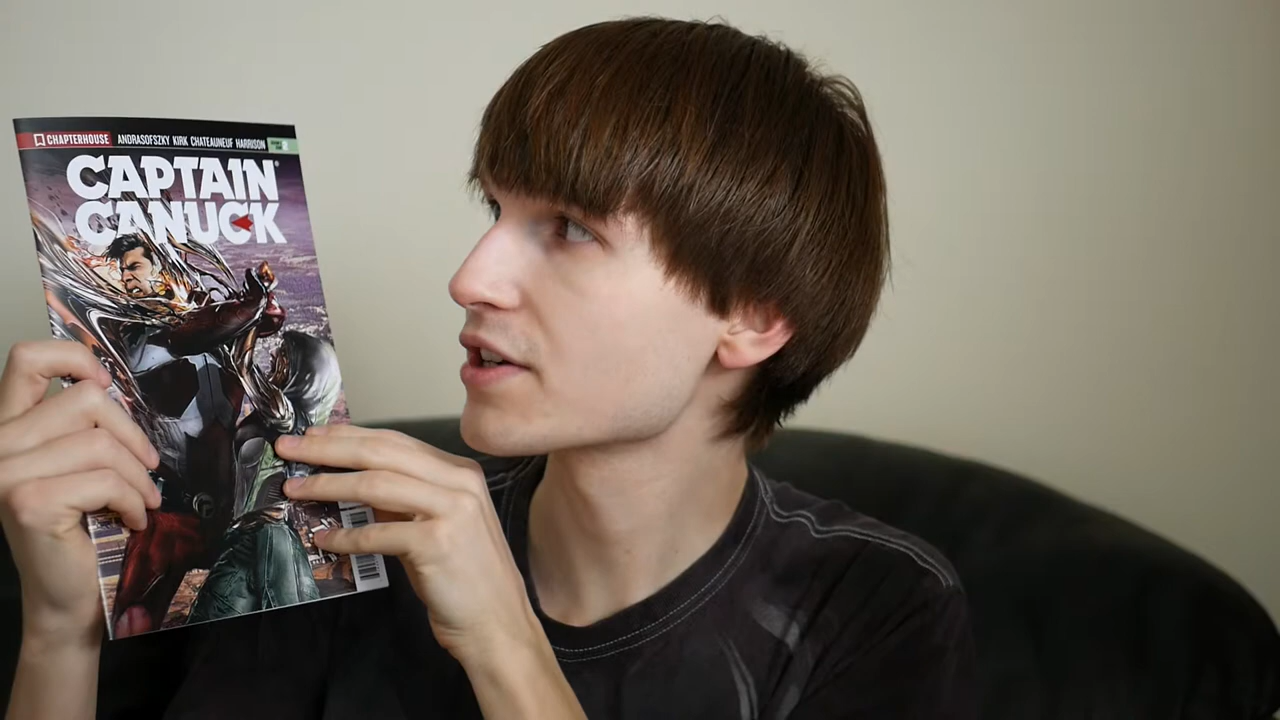 CHAPTERHOUSE ANDRASOFSZKY KIRK CHATEAUNEUF HARRISON
CAPTAIN
CANUCK